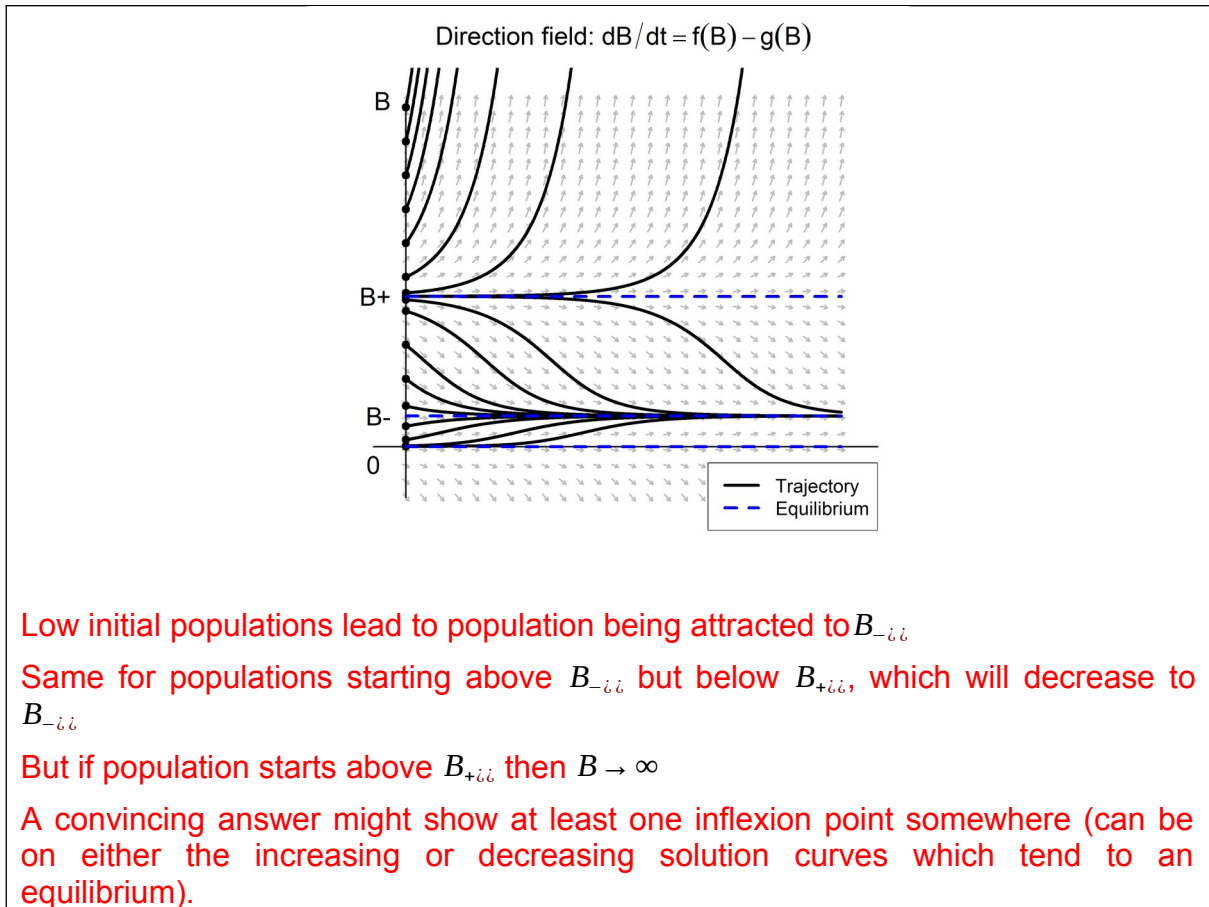 Direction field: dB/dt = f(B) − g(B)
B
B+
B-
0
Trajectory
Equilibrium
Low initial populations lead to population being attracted to B₋¿¿
Same for populations starting above B₋¿¿ but below B₊¿¿, which will decrease to
B₋¿¿
But if population starts above B₊¿¿ then B → ∞
A convincing answer might show at least one inflexion point somewhere (can be
on either the increasing or decreasing solution curves which tend to an
equilibrium).